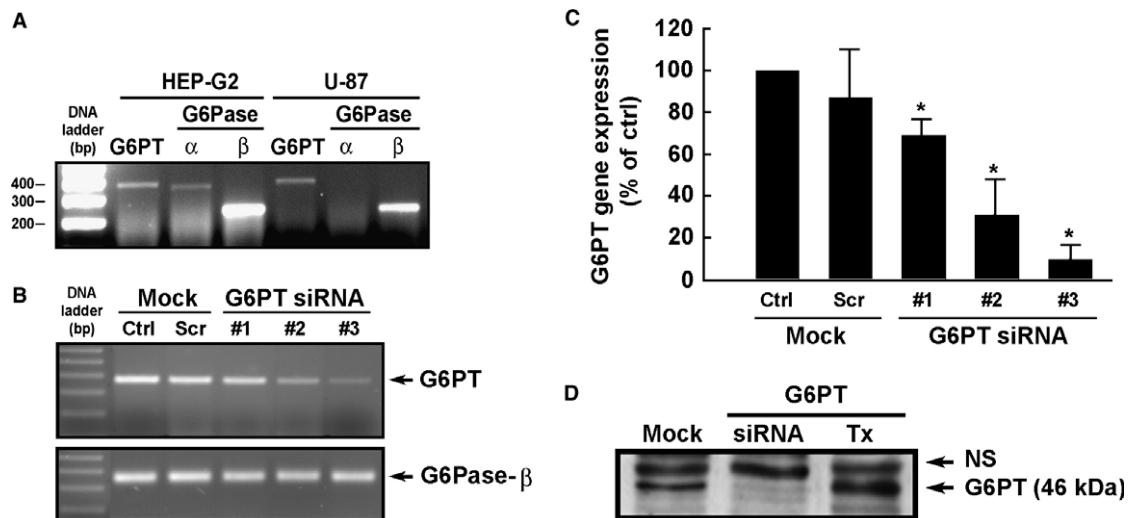 A
HEP-G2 U-87
DNA ladder (bp)
G6Pase G6Pase
G6PT α β G6PT α β
400
300
200
B
DNA ladder (bp)
Mock G6PT siRNA
Ctrl Scr #1 #2 #3
G6PT
G6Pase-β
C
G6PT gene expression
(% of ctrl)
120
100
80
60
40
20
0
* * *
Ctrl Scr #1 #2 #3
Mock G6PT siRNA
D
G6PT
Mock siRNA Tx
NS
G6PT (46 kDa)